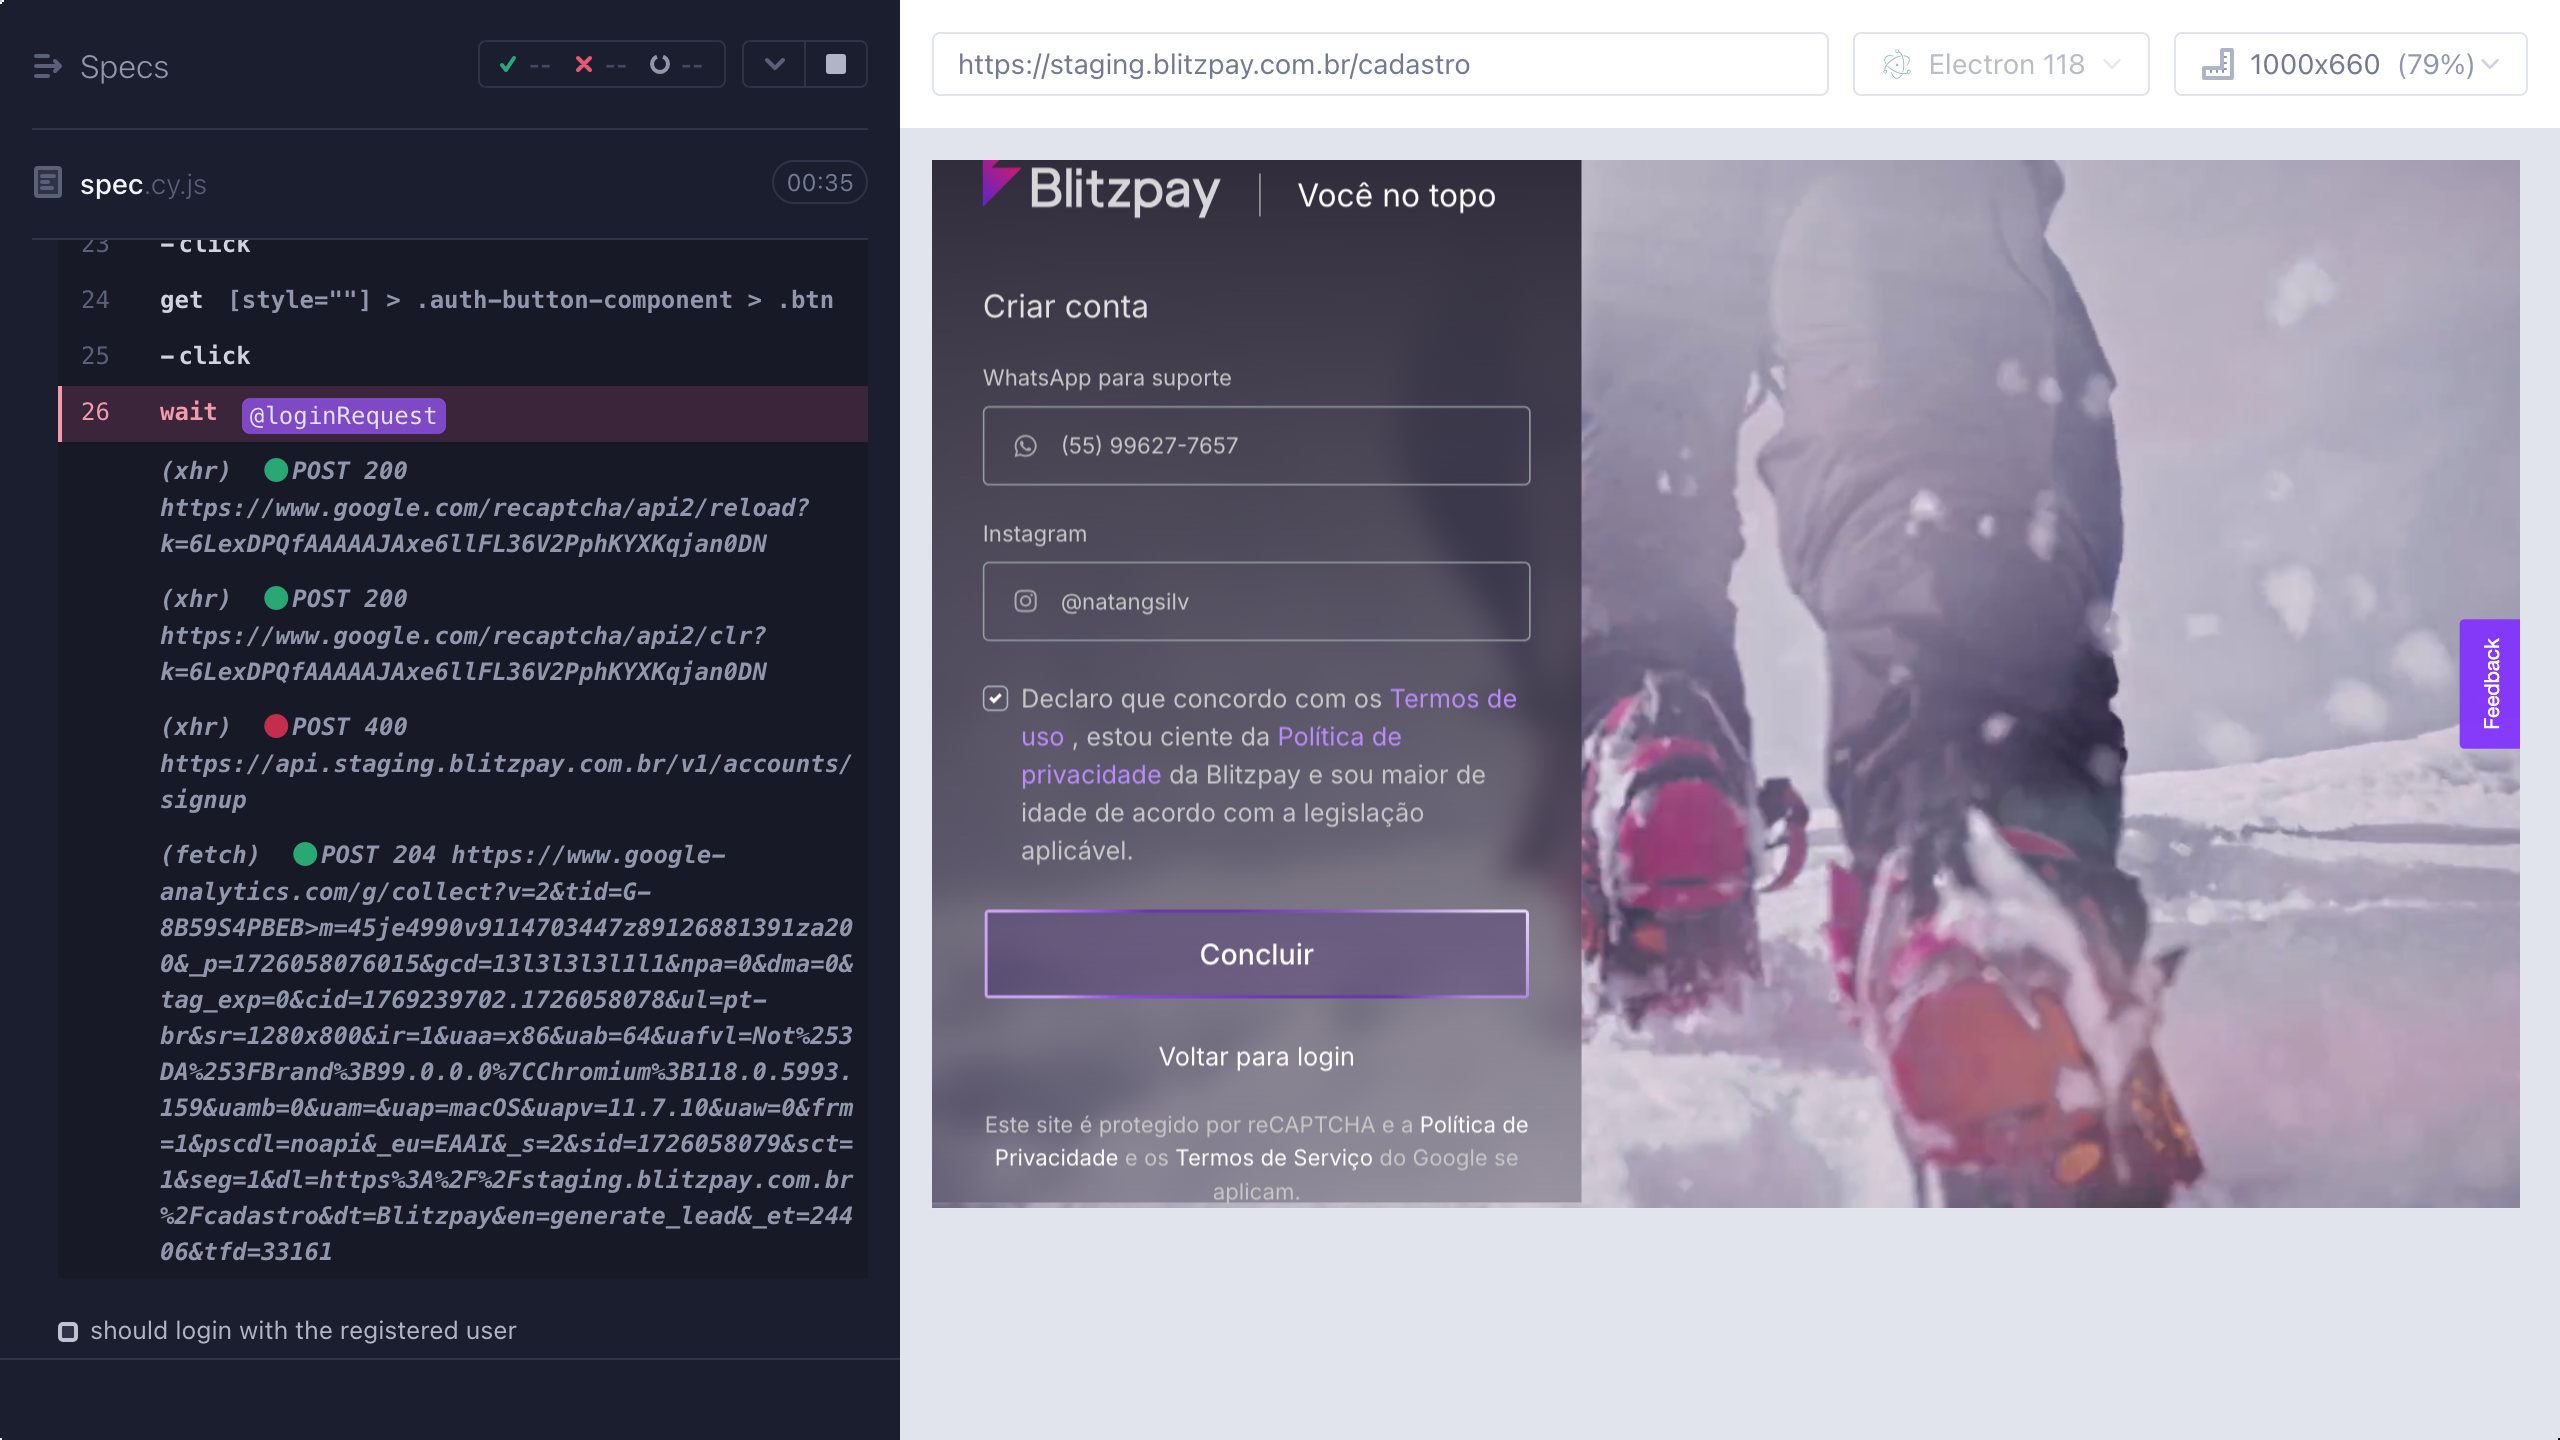 Specs
-- -- --
spec.cy.js
00:35
23 -click
24 get [style=""] > .auth-button-component > .btn
25 -click
26 wait @loginRequest
(xhr) POST 200
https://www.google.com/recaptcha/api2/reload?
k=6LexDPQfAAAAAJAxe6llFL36V2PphKYXKqjan0DN
(xhr) POST 200
https://www.google.com/recaptcha/api2/clr?
k=6LexDPQfAAAAAJAxe6llFL36V2PphKYXKqjan0DN
(xhr) POST 400
https://api.staging.blitzpay.com.br/v1/accounts/
signup
(fetch) POST 204 https://www.google-
analytics.com/g/collect?v=2&tid=G-
8B59S4PBEB>m=45je4990v9114703447z89126881391za20
0&_p=1726058076015&gcd=13l3l3l3l1l1&npa=0&dma=0&
tag_exp=0&cid=1769239702.1726058078&ul=pt-
br&sr=1280x800&ir=1&uaa=x86&uab=64&uafvl=Not%253
DA%253FBrand%3B99.0.0.0%7CChromium%3B118.0.5993.
159&uamb=0&uam=&uap=macOS&uapv=11.7.10&uaw=0&frm
=1&pscdl=noapi&_eu=EAAI&_s=2&sid=1726058079&sct=
1&seg=1&dl=https%3A%2F%2Fstaging.blitzpay.com.br
%2Fcadastro&dt=Blitzpay&en=generate_lead&_et=244
06&tfd=33161
should login with the registered user
https://staging.blitzpay.com.br/cadastro
Electron 118
1000x660 (79%)
Blitzpay
Você no topo
Criar conta
WhatsApp para suporte
(55) 99627-7657
Instagram
@natangsilv
Declaro que concordo com os Termos de
uso , estou ciente da Política de
privacidade da Blitzpay e sou maior de
idade de acordo com a legislação
aplicável.
Concluir
Voltar para login
Este site é protegido por reCAPTCHA e a Política de
Privacidade e os Termos de Serviço do Google se
aplicam.
Feedback